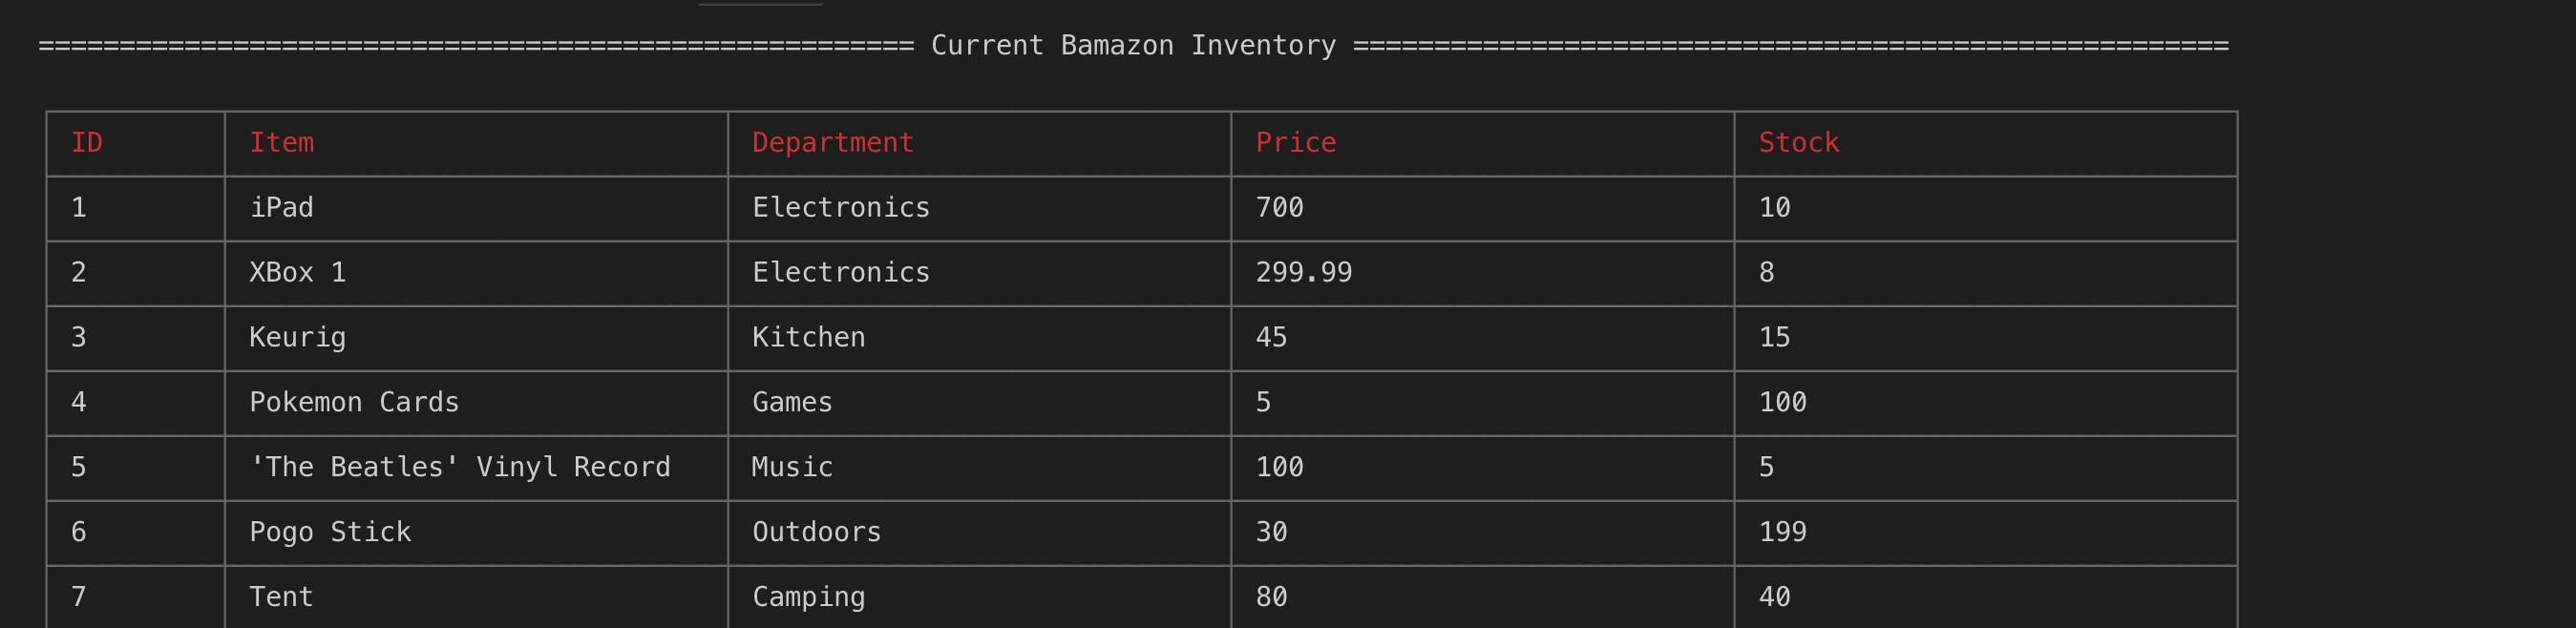 ====================================================== Current Bamazon Inventory ======================================================
ID Item Department Price Stock
1 iPad Electronics 700 10
2 XBox 1 Electronics 299.99 8
3 Keurig Kitchen 45 15
4 Pokemon Cards Games 5 100
5 'The Beatles' Vinyl Record Music 100 5
6 Pogo Stick Outdoors 30 199
7 Tent Camping 80 40